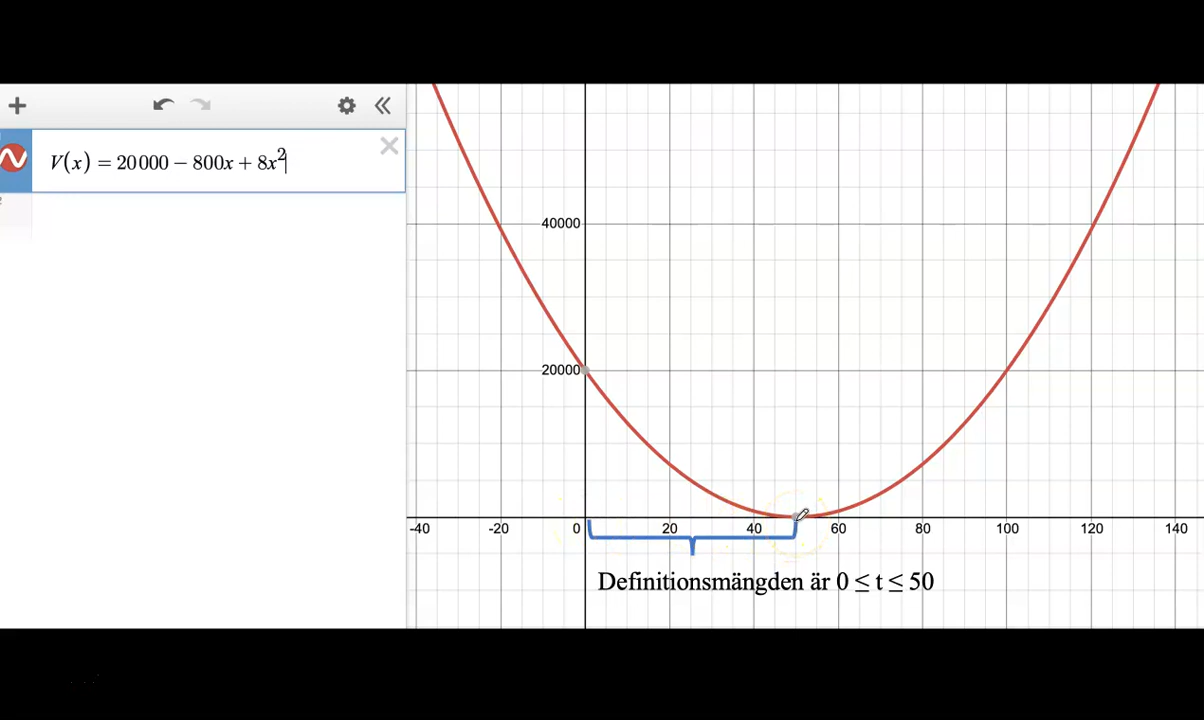 V(x) = 20000 − 800x + 8x²
40000
20000
-40 -20 0 20 40 60 80 100 120 140
Definitionsmängden är 0 ≤ t ≤ 50